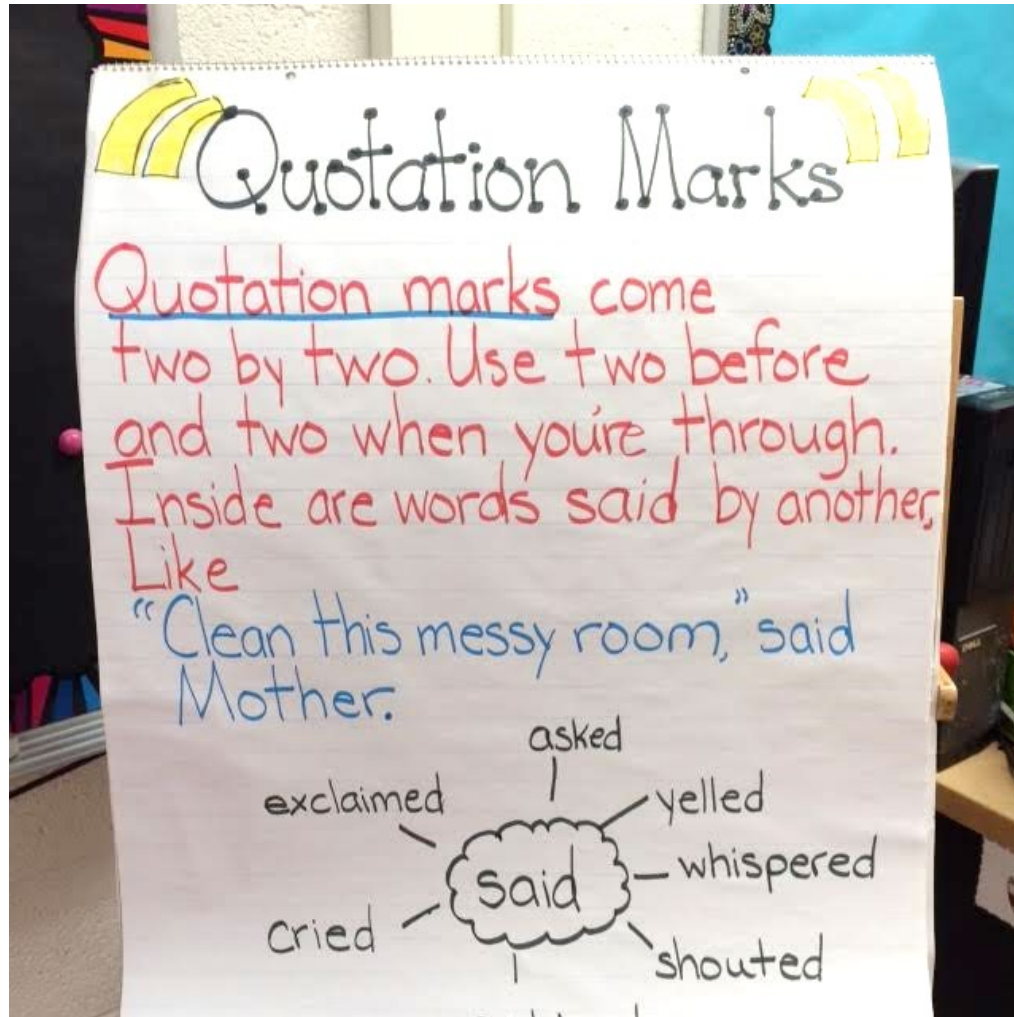 Quotation Marks
Quotation marks come
two by two. Use two before
and two when you're through.
Inside are words said by another,
Like
“Clean this messy room,” said
Mother.
asked
exclaimed
yelled
said
whispered
cried
shouted